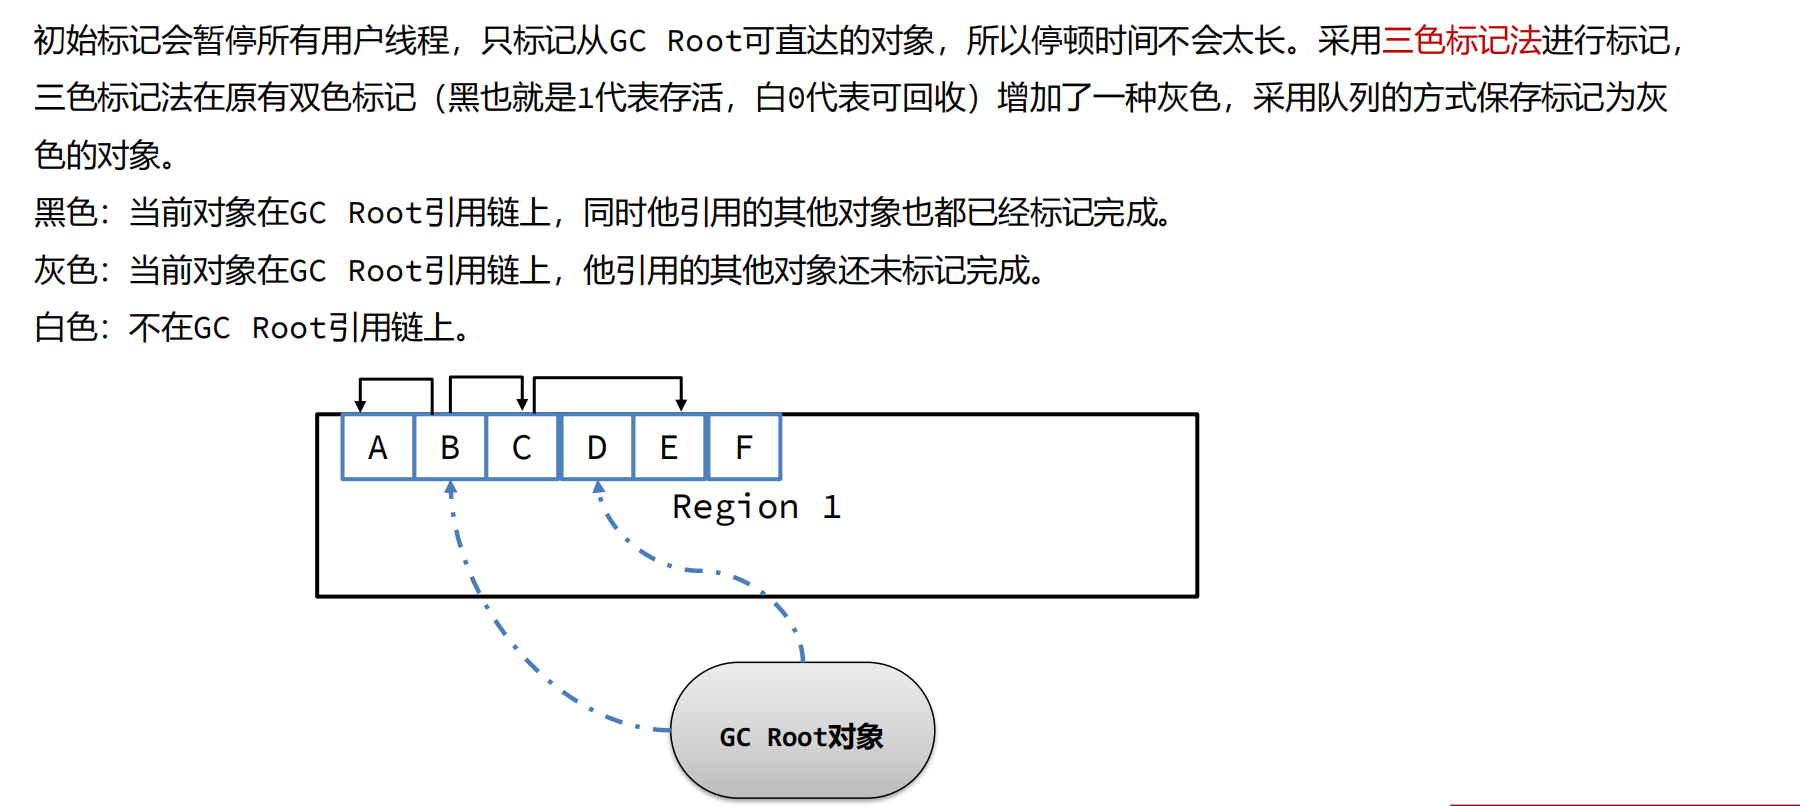 初始标记会暂停所有用户线程，只标记从GC Root可直达的对象，所以停顿时间不会太长。采用三色标记法进行标记，
三色标记法在原有双色标记（黑也就是1代表存活，白0代表可回收）增加了一种灰色，采用队列的方式保存标记为灰
色的对象。
黑色：当前对象在GC Root引用链上，同时他引用的其他对象也都已经标记完成。
灰色：当前对象在GC Root引用链上，他引用的其他对象还未标记完成。
白色：不在GC Root引用链上。
A B C D E F
Region 1
GC Root对象